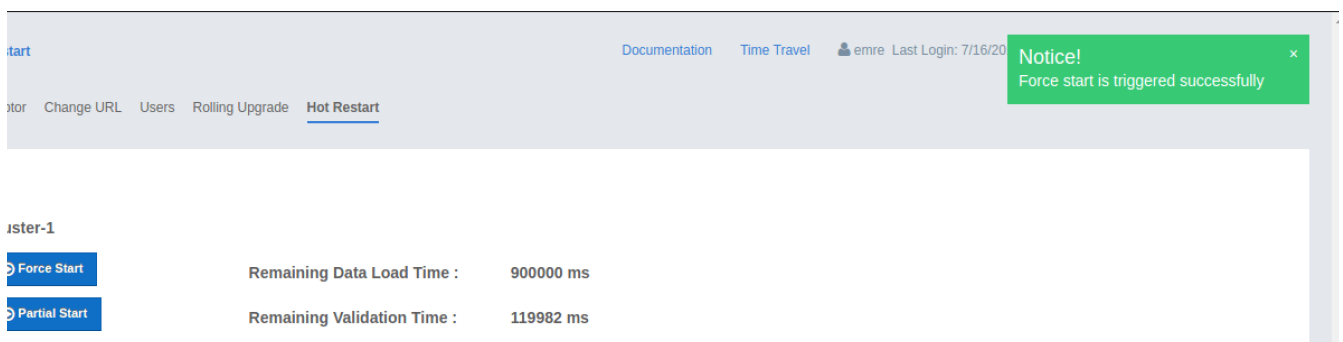 tart
Documentation Time Travel emre Last Login: 7/16/20
Notice! ×
Force start is triggered successfully
otor Change URL Users Rolling Upgrade Hot Restart
uster-1
Force Start Remaining Data Load Time : 900000 ms
Partial Start Remaining Validation Time : 119982 ms